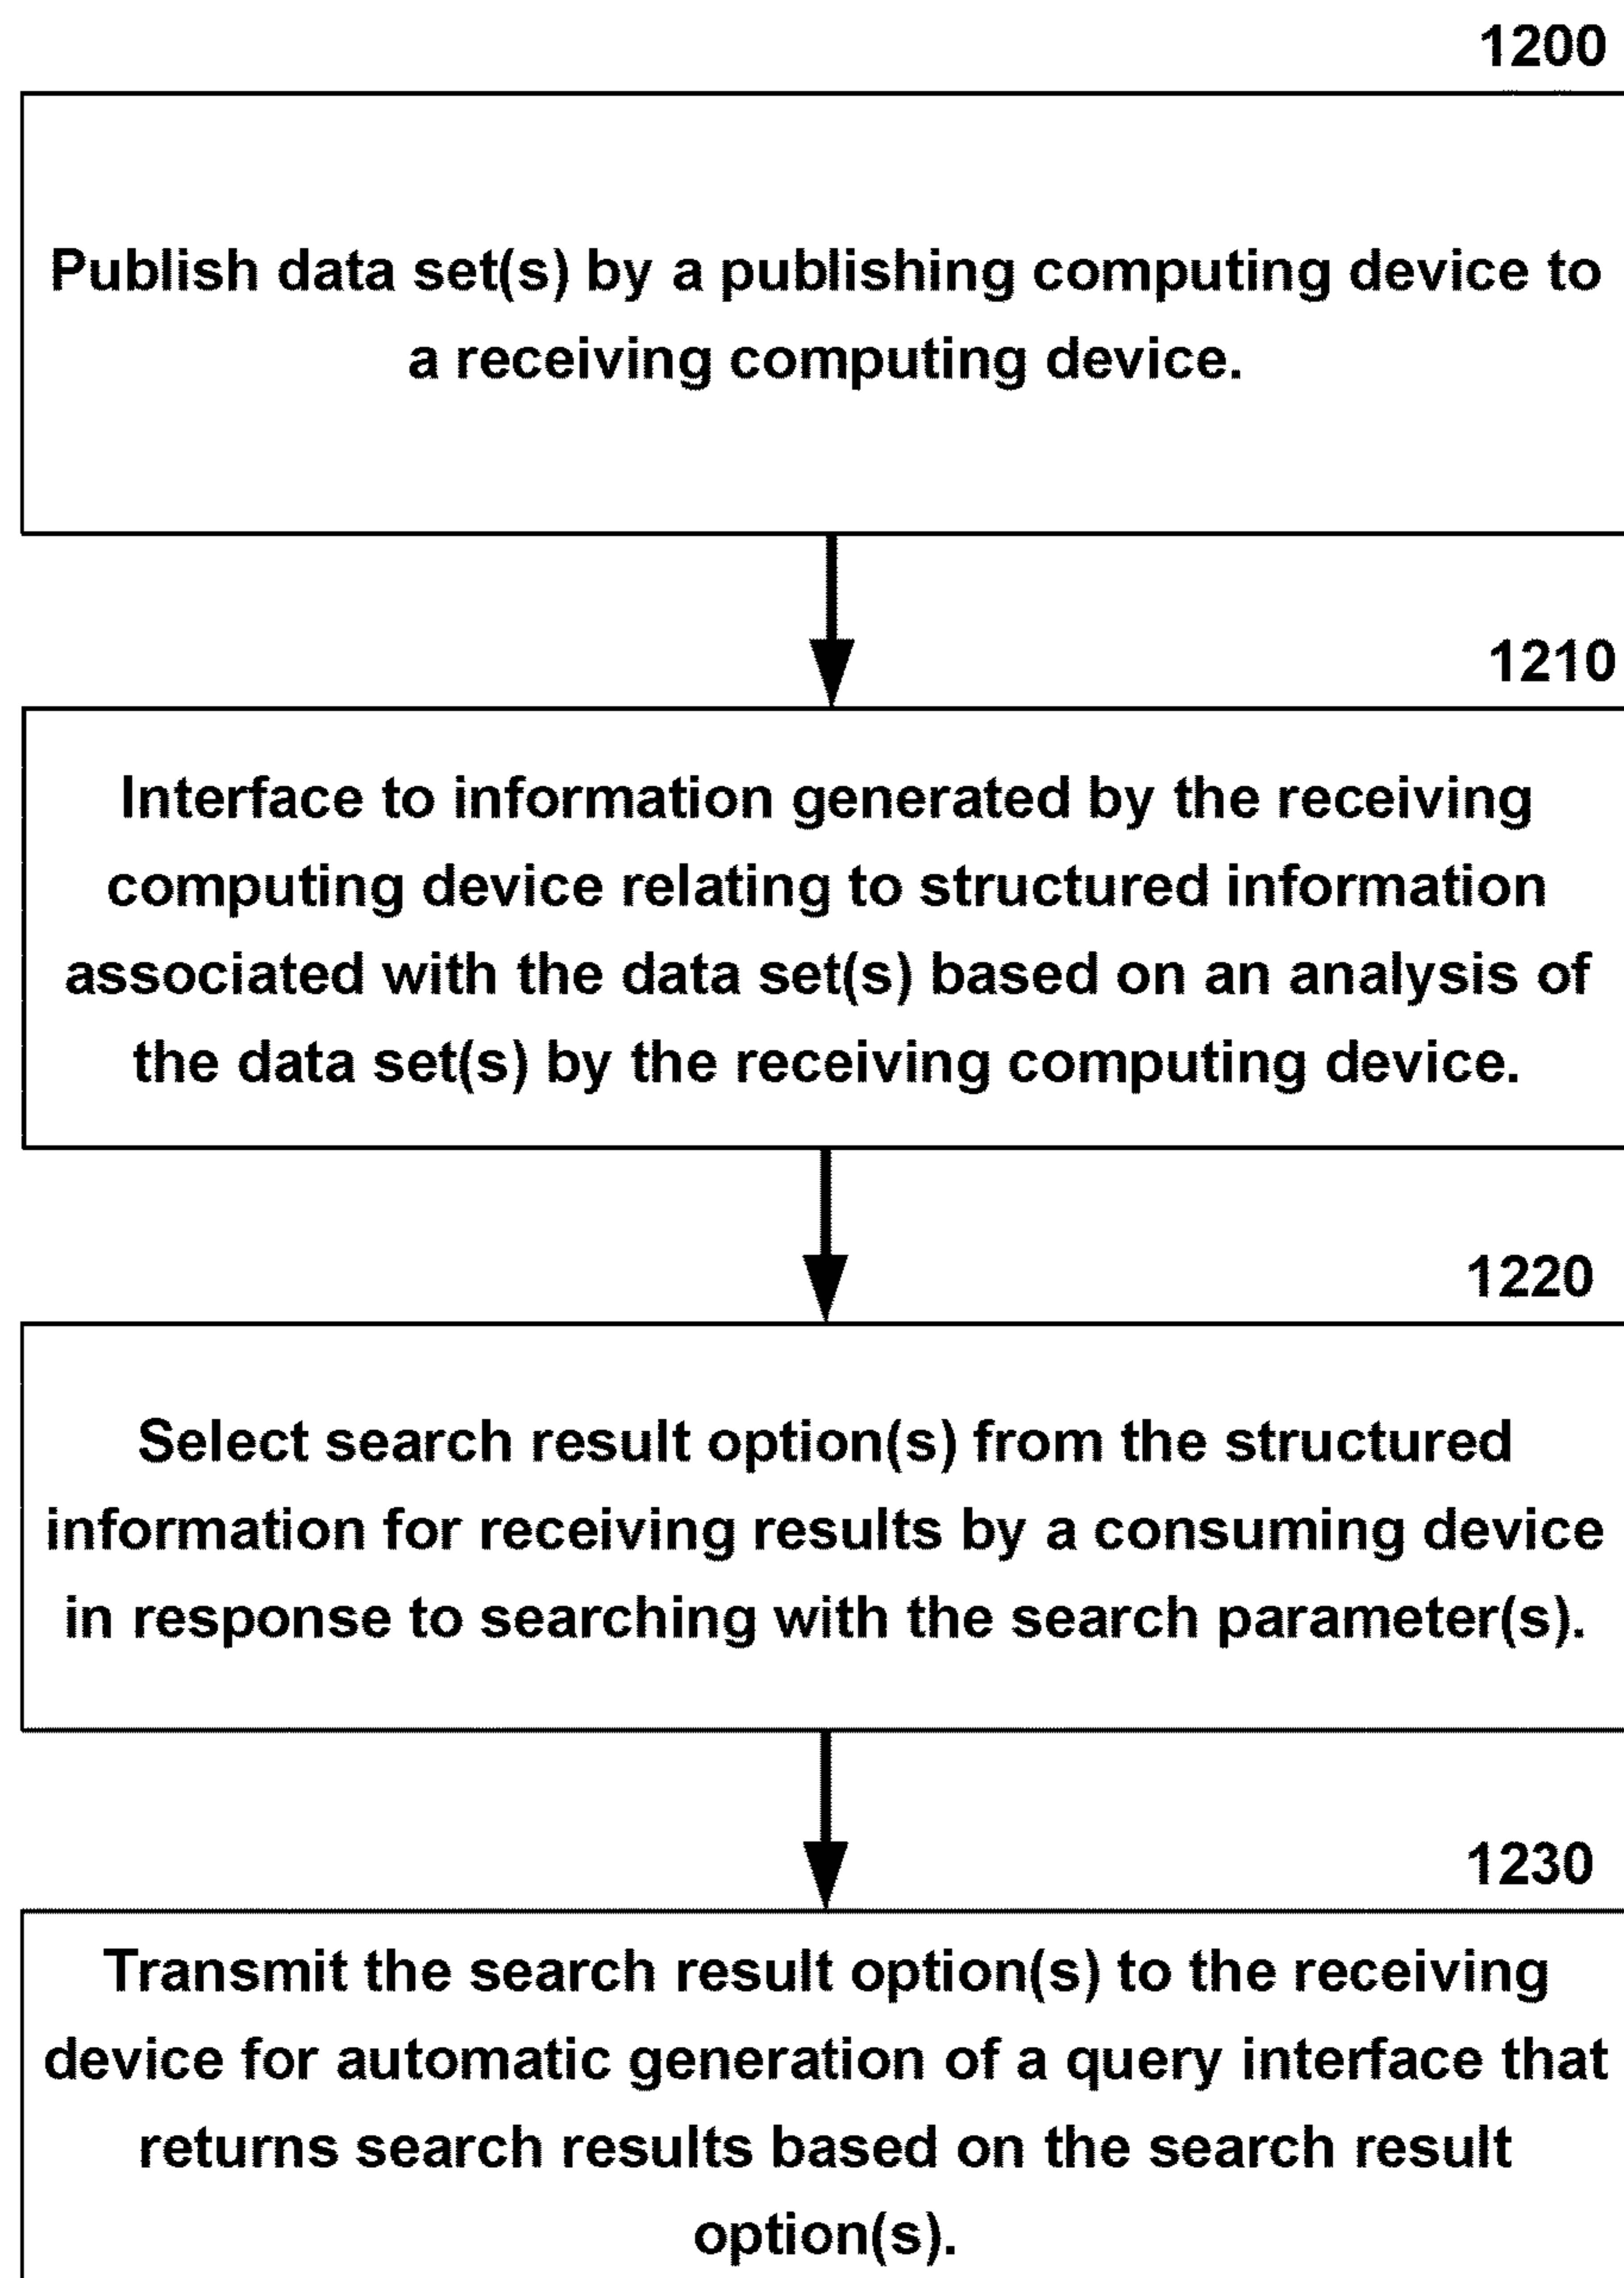 1200
Publish data set(s) by a publishing computing device to
a receiving computing device.
1210
Interface to information generated by the receiving
computing device relating to structured information
associated with the data set(s) based on an analysis of
the data set(s) by the receiving computing device.
1220
Select search result option(s) from the structured
information for receiving results by a consuming device
in response to searching with the search parameter(s).
1230
Transmit the search result option(s) to the receiving
device for automatic generation of a query interface that
returns search results based on the search result
option(s).